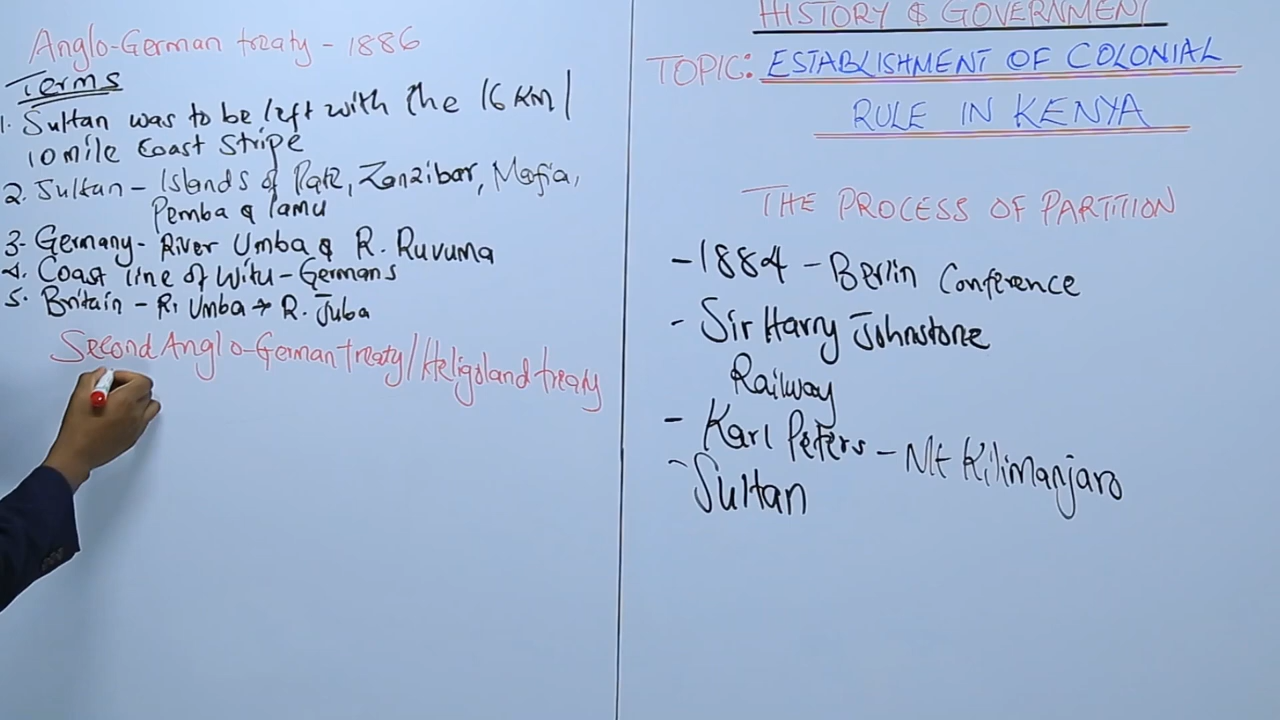 Anglo-German treaty - 1886
Terms
1. Sultan was to be left with the 16 Km/
10 mile Coast Stripe
2. Sultan - Islands of Pate, Zanzibar, Mafia,
Pemba & Lamu
3. Germany - River Umba & R. Ruvuma
4. Coast line of Witu - Germans
5. Britain - R. Umba → R. Juba
Second Anglo-German treaty/Heligoland treaty
HISTORY & GOVERNMENT
TOPIC: ESTABLISHMENT OF COLONIAL
RULE IN KENYA
THE PROCESS OF PARTITION
- 1884 - Berlin Conference
- Sir Harry Johnstone
Railway
- Karl Peters - Mt Kilimanjaro
- Sultan